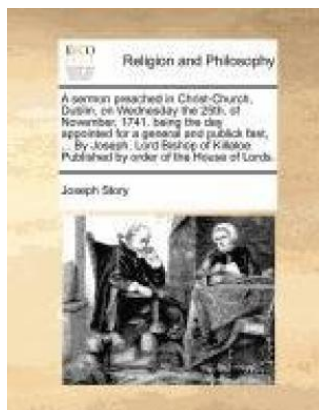 ECCO
Religion and Philosophy
A sermon preached in Christ-Church,
Dublin, on Wednesday the 25th. of
November, 1741. being the day
appointed for a general and publick fast,
... By Joseph, Lord Bishop of Killaloe.
Published by order of the House of Lords.
Joseph Story